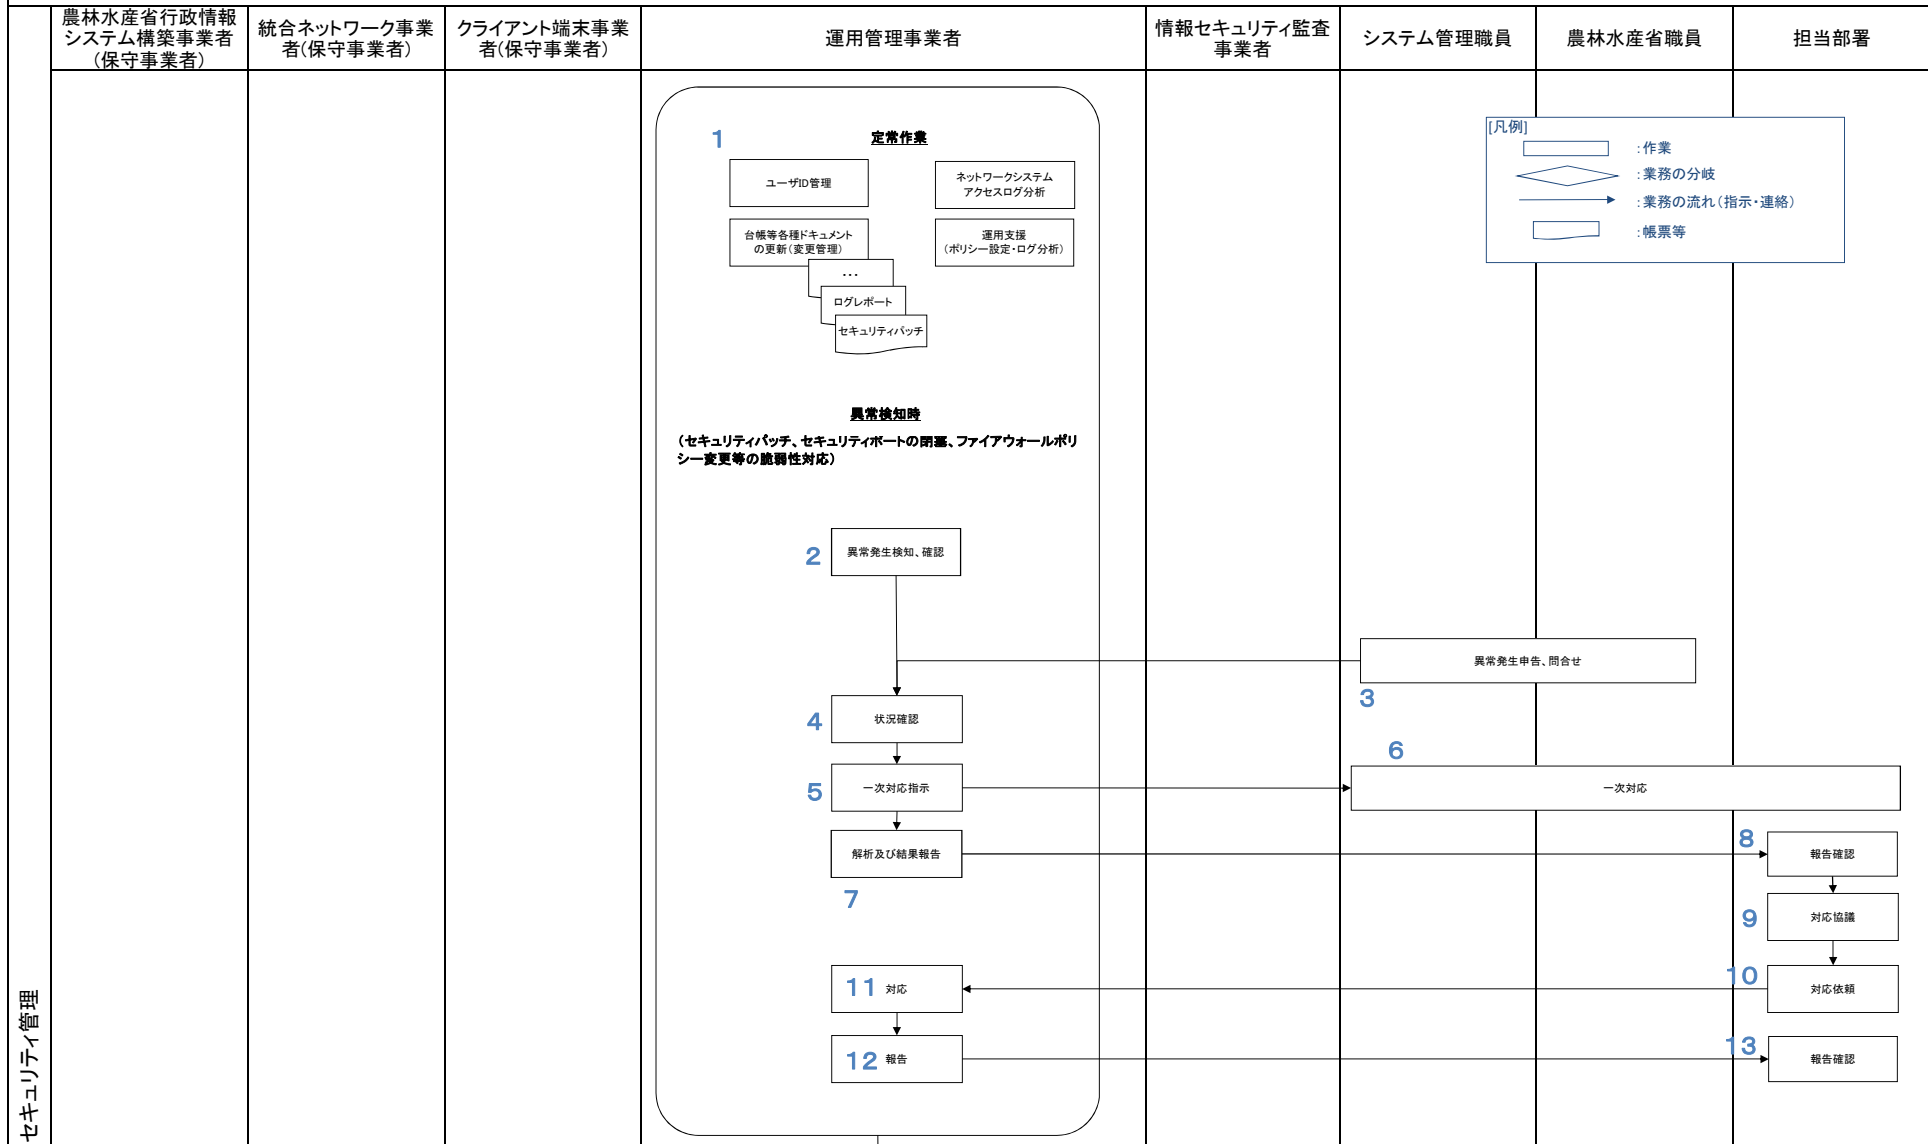 農林水産省行政情報
システム構築事業者
(保守事業者)
統合ネットワーク事業
者(保守事業者)
クライアント端末事業
者(保守事業者)
運用管理事業者
情報セキュリティ監査
事業者
システム管理職員
農林水産省職員
担当部署
[凡例]
:作業
:業務の分岐
:業務の流れ(指示・連絡)
:帳票等
1
定常作業
ユーザID管理
ネットワークシステム
アクセスログ分析
台帳等各種ドキュメント
の更新(変更管理)
運用支援
(ポリシー設定・ログ分析)
…
ログレポート
セキュリティパッチ
異常検知時
(セキュリティパッチ、セキュリティポートの閉塞、ファイアウォールポリ
シー変更等の脆弱性対応)
2
異常発生検知、確認
異常発生申告、問合せ
3
4
状況確認
5
一次対応指示
6
一次対応
解析及び結果報告
7
8
報告確認
9
対応協議
10
対応依頼
11
対応
12
報告
13
報告確認
セキュリティ管理